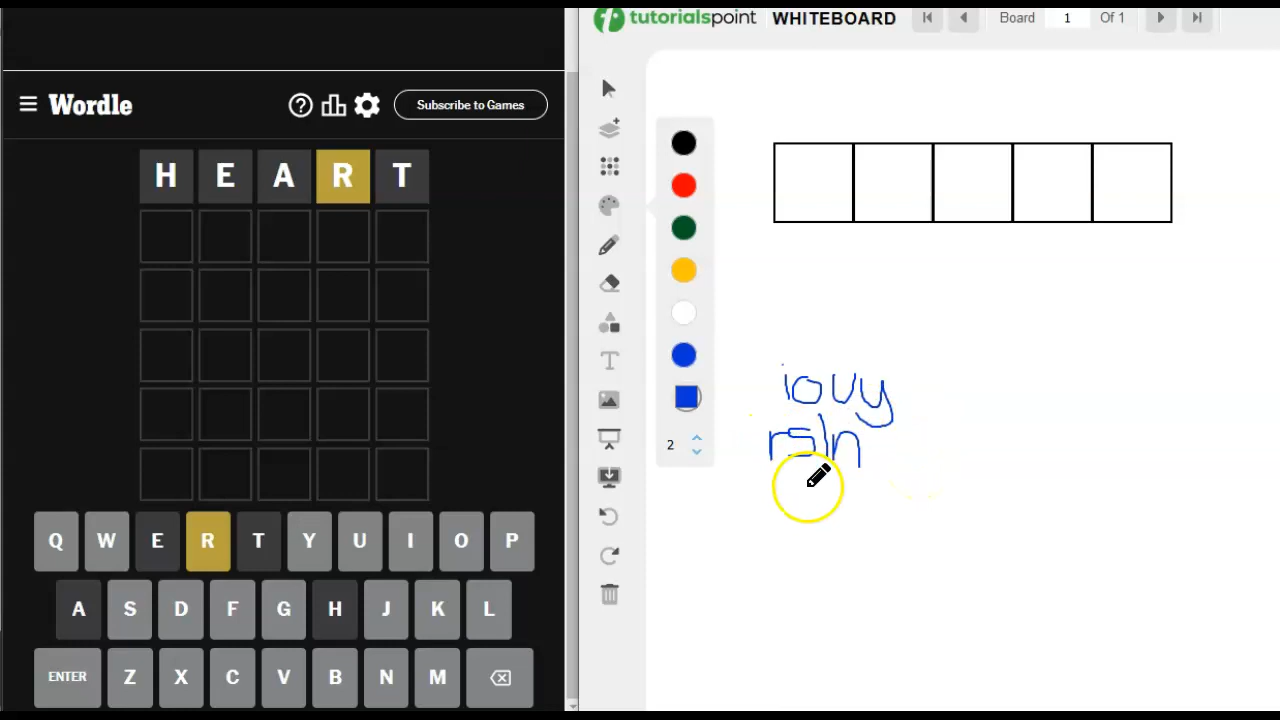 tutorialspoint WHITEBOARD Board 1 Of 1
Wordle Subscribe to Games
H E A R T
iouy
rsln
2
Q W E R T Y U I O P
A S D F G H J K L
ENTER Z X C V B N M